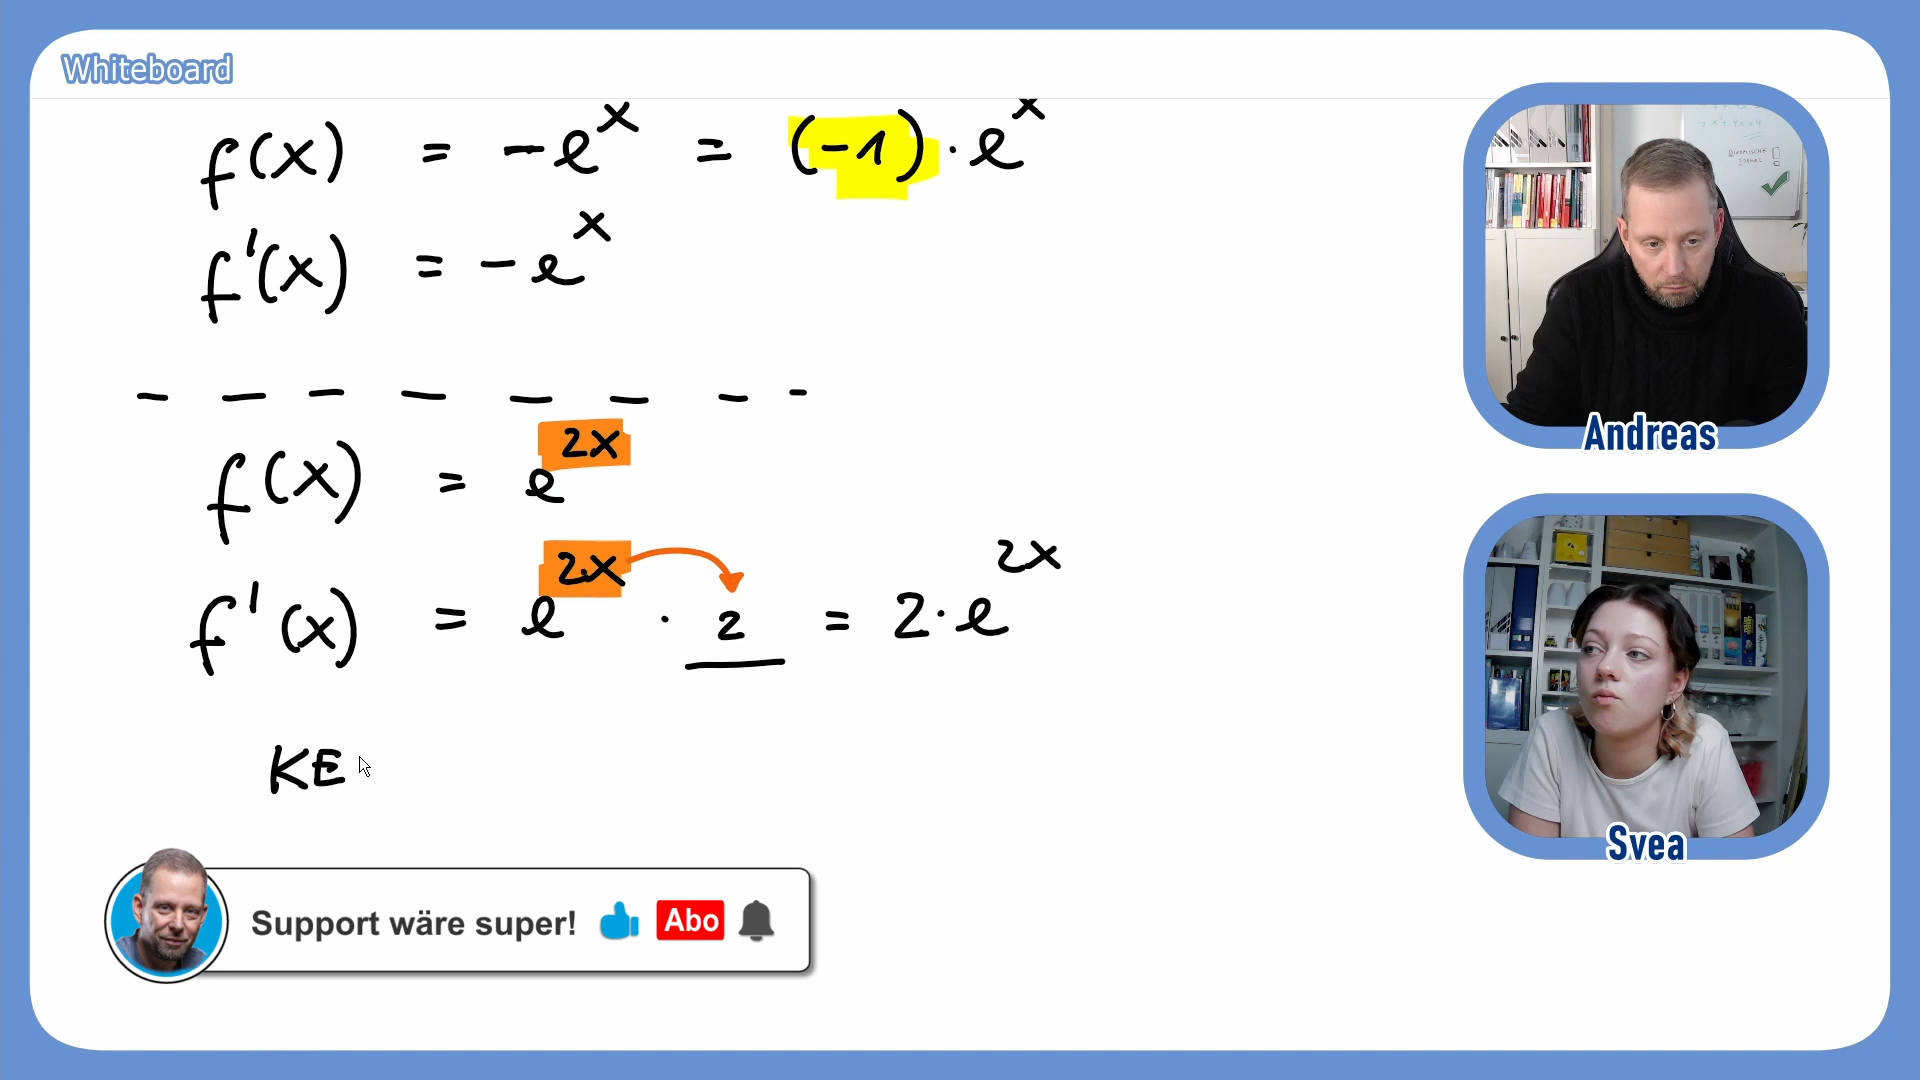 Whiteboard
f(x) = -e^x = (-1) · e^x
f'(x) = -e^x
f(x) = e^2x
f'(x) = e^2x · 2 = 2 · e^2x
KE
Support wäre super! Abo
Andreas
Svea